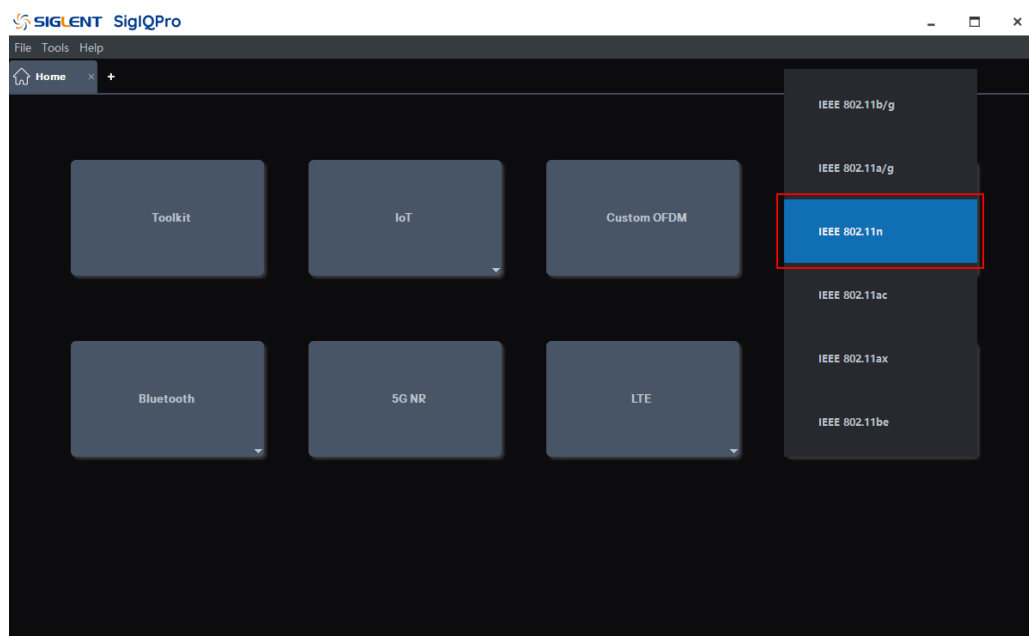 SIGLENT SigIQPro
File Tools Help
Home × +
IEEE 802.11b/g
IEEE 802.11a/g
Toolkit
IoT
Custom OFDM
IEEE 802.11n
IEEE 802.11ac
IEEE 802.11ax
Bluetooth
5G NR
LTE
IEEE 802.11be